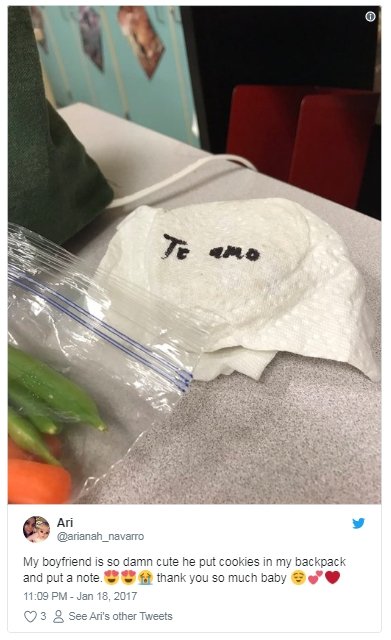 Te amo
Ari
@arianah_navarro
My boyfriend is so damn cute he put cookies in my backpack
and put a note.😍😍😭 thank you so much baby 😌💕❤️
11:09 PM - Jan 18, 2017
3 See Ari's other Tweets